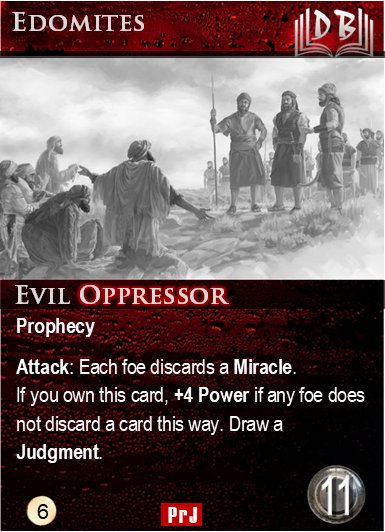 Edomites
DB
Evil Oppressor
Prophecy
Attack: Each foe discards a Miracle.
If you own this card, +4 Power if any foe does
not discard a card this way. Draw a
Judgment.
6
PrJ
11